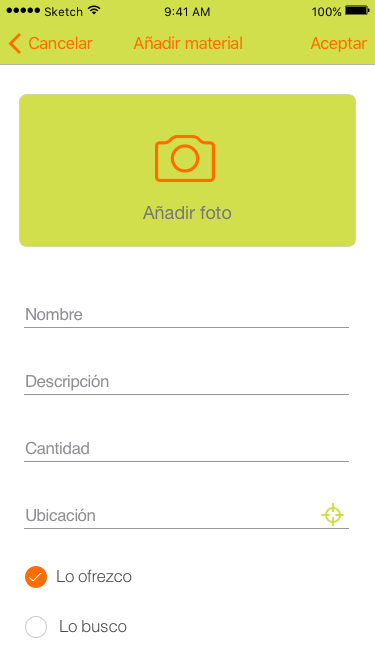 Sketch 9:41 AM 100%
Cancelar Añadir material Aceptar
Añadir foto
Nombre
Descripción
Cantidad
Ubicación
Lo ofrezco
Lo busco